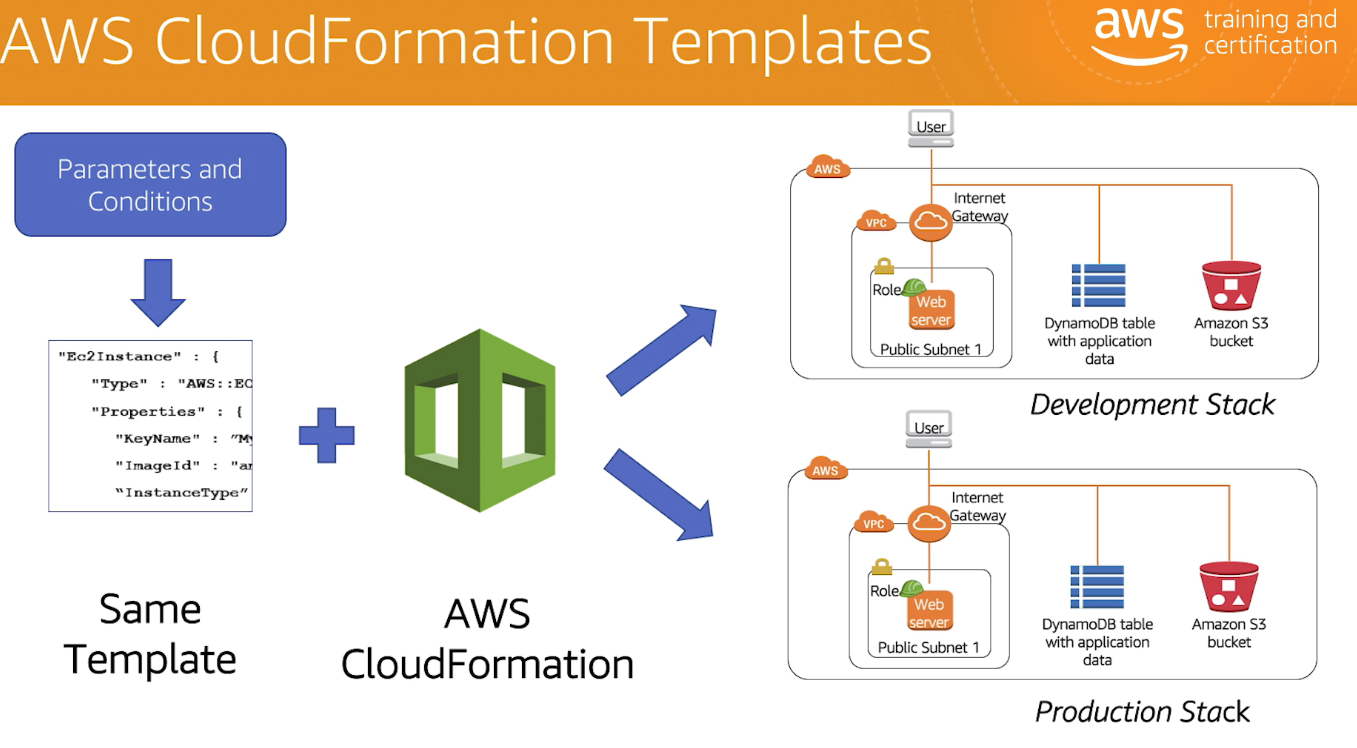 AWS CloudFormation Templates
aws
training and
certification
Parameters and
Conditions
"Ec2Instance" : {
"Type" : "AWS::EC
"Properties" : {
"KeyName" : ”My
"ImageId" : "am
“InstanceType”
Same
Template
AWS
CloudFormation
User
AWS
Internet
Gateway
VPC
Role
Web
server
Public Subnet 1
DynamoDB table
with application
data
Amazon S3
bucket
Development Stack
User
AWS
Internet
Gateway
VPC
Role
Web
server
Public Subnet 1
DynamoDB table
with application
data
Amazon S3
bucket
Production Stack